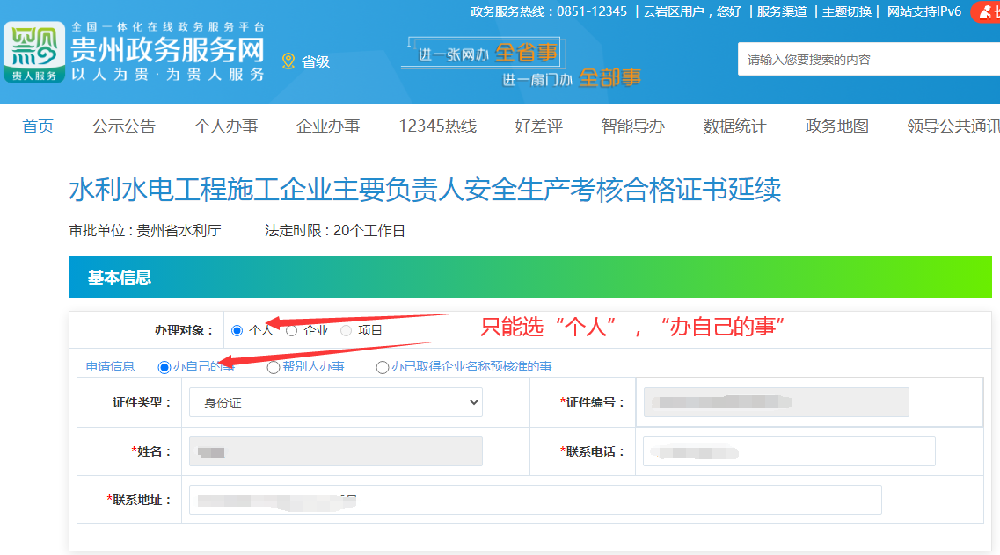 政务服务热线：0851-12345 | 云岩区用户，您好 | 服务渠道 | 主题切换 | 网站支持IPv6
全国一体化在线政务服务平台
贵州政务服务网
以人为贵·为贵人服务
贵人服务
省级
进一张网办 全省事
进一扇门办 全部事
请输入您要搜索的内容
首页 公示公告 个人办事 企业办事 12345热线 好差评 智能导办 数据统计 政务地图 领导公共通讯
水利水电工程施工企业主要负责人安全生产考核合格证书延续
审批单位：贵州省水利厅 法定时限：20个工作日
基本信息
办理对象： 个人 企业 项目
只能选“个人”，“办自己的事”
申请信息 办自己的事 帮别人办事 办已取得企业名称预核准的事
证件类型： 身份证 *证件编号：
*姓名： *联系电话：
*联系地址：